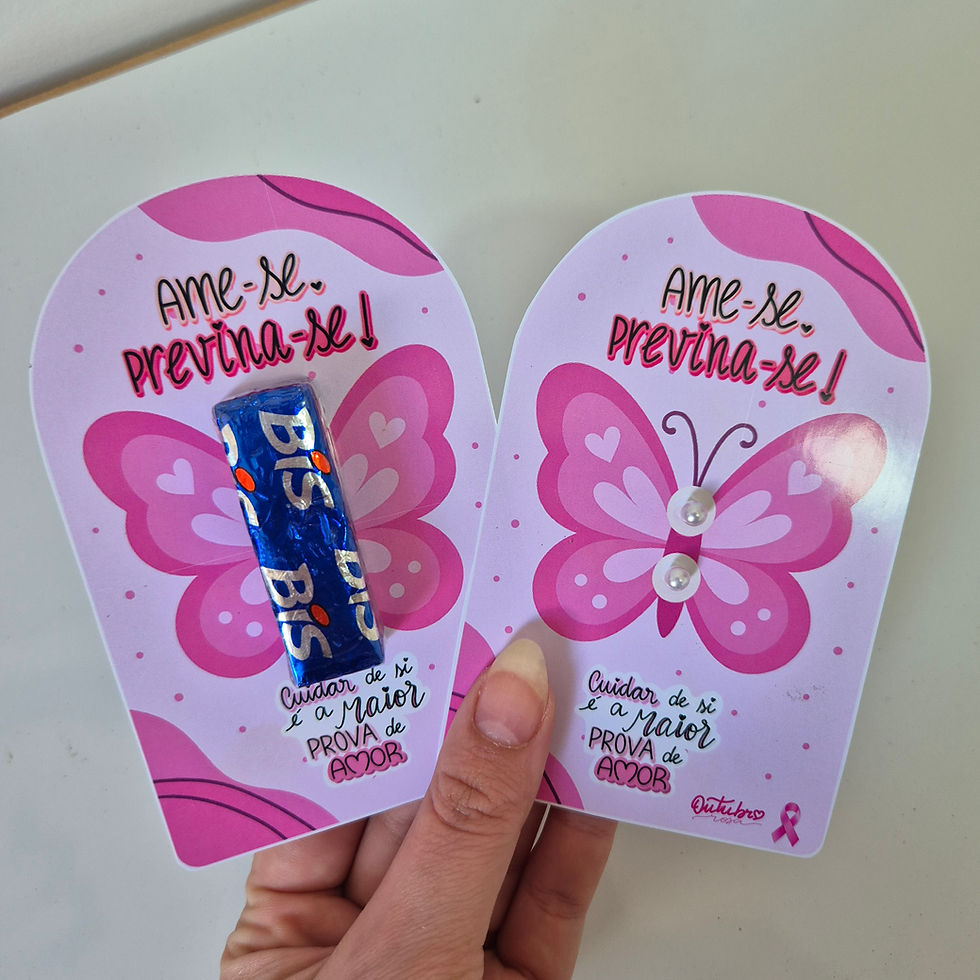 Ame-se.
Previna-se!
Bis
Bis
Bis
Cuidar de si
é a Maior
PROVA de
AMOR
Ame-se.
Previna-se!
Cuidar de si
é a Maior
PROVA de
AMOR
Outubro
rosa